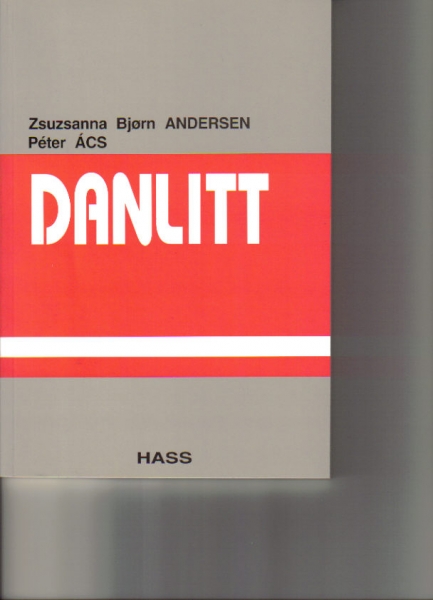 Zsuzsanna Bjørn ANDERSEN
Péter ÁCS
DANLITT
HASS